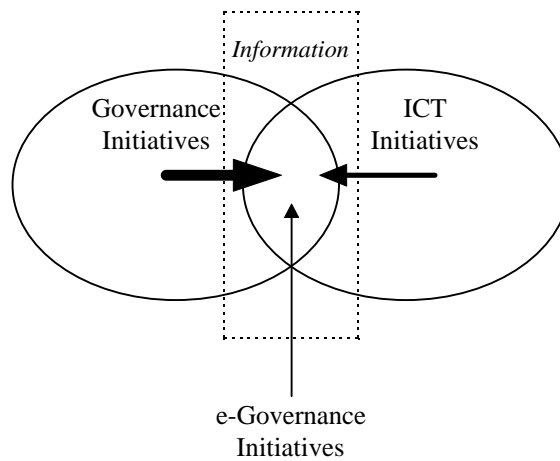 Information
Governance
Initiatives
ICT
Initiatives
e-Governance
Initiatives